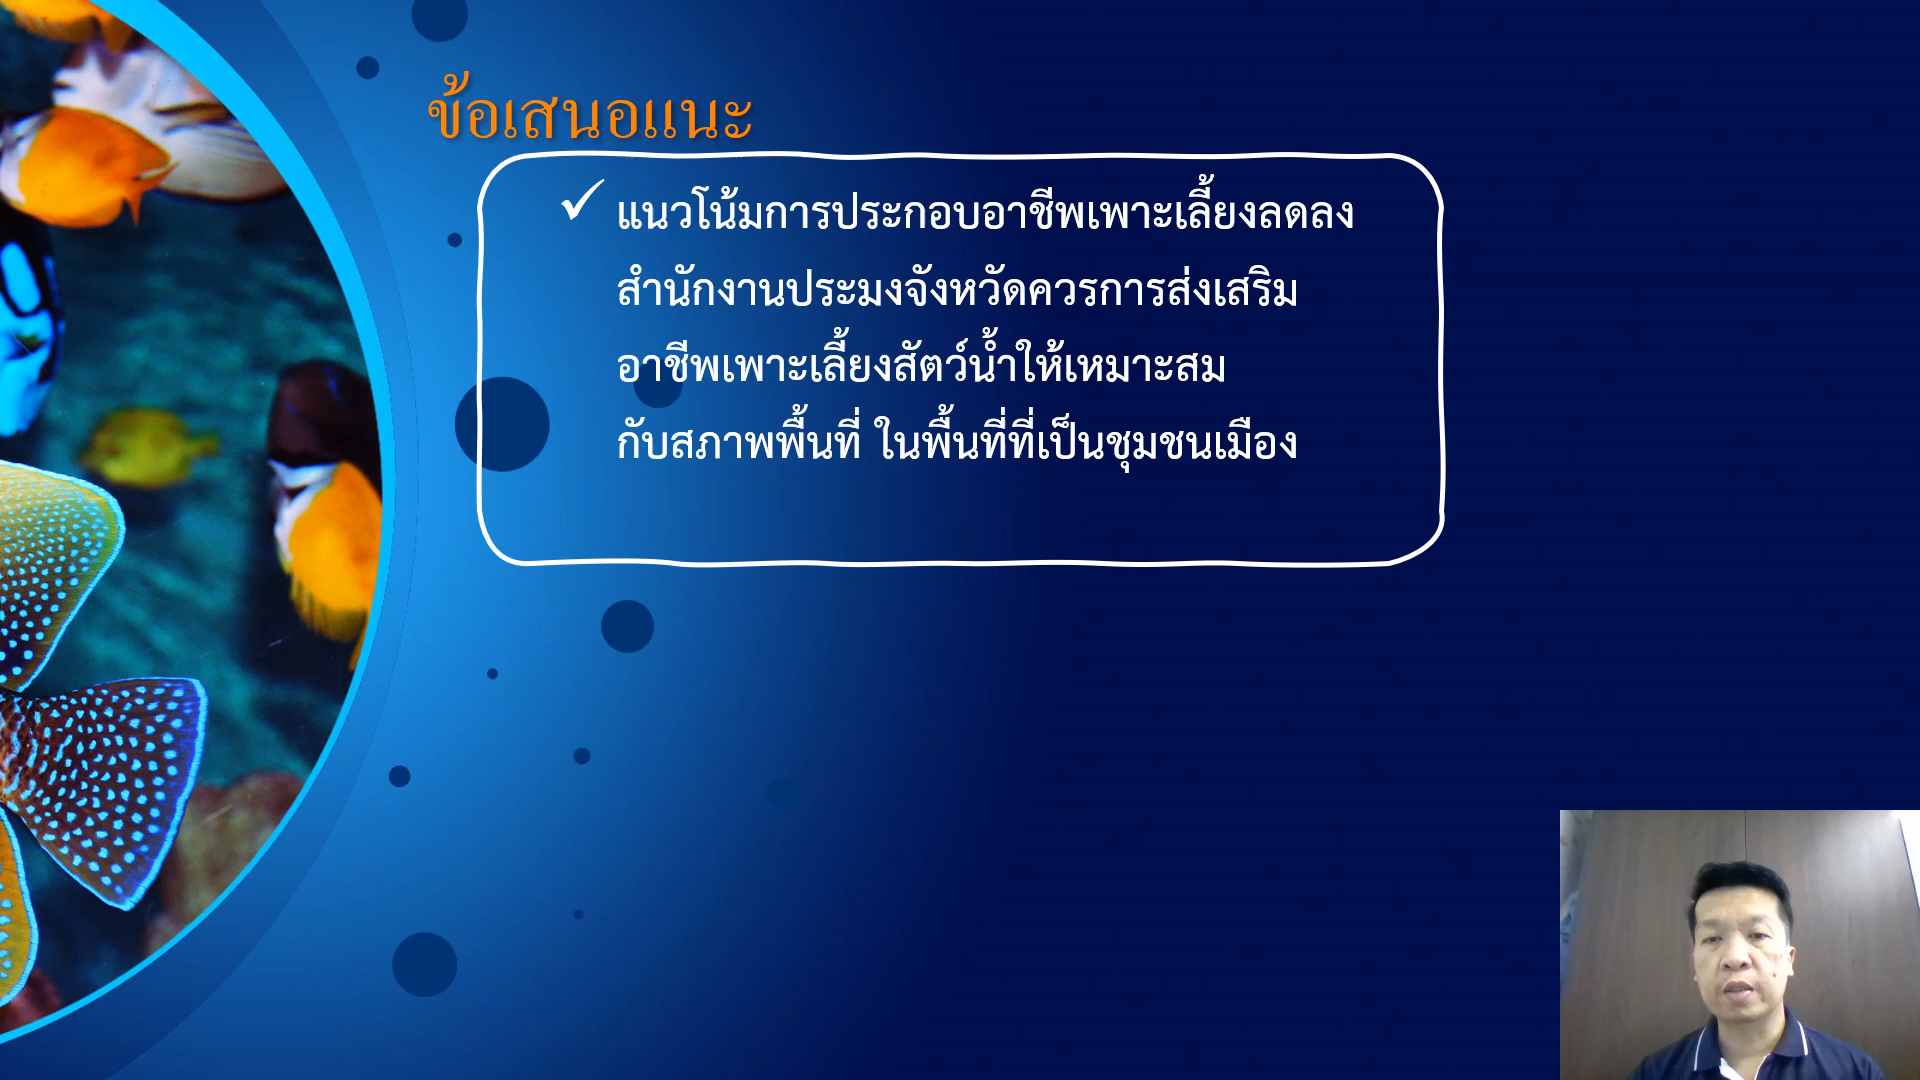 ข้อเสนอแนะ
✓ แนวโน้มการประกอบอาชีพเพาะเลี้ยงลดลง
สำนักงานประมงจังหวัดควรการส่งเสริม
อาชีพเพาะเลี้ยงสัตว์น้ำให้เหมาะสม
กับสภาพพื้นที่ ในพื้นที่ที่เป็นชุมชนเมือง